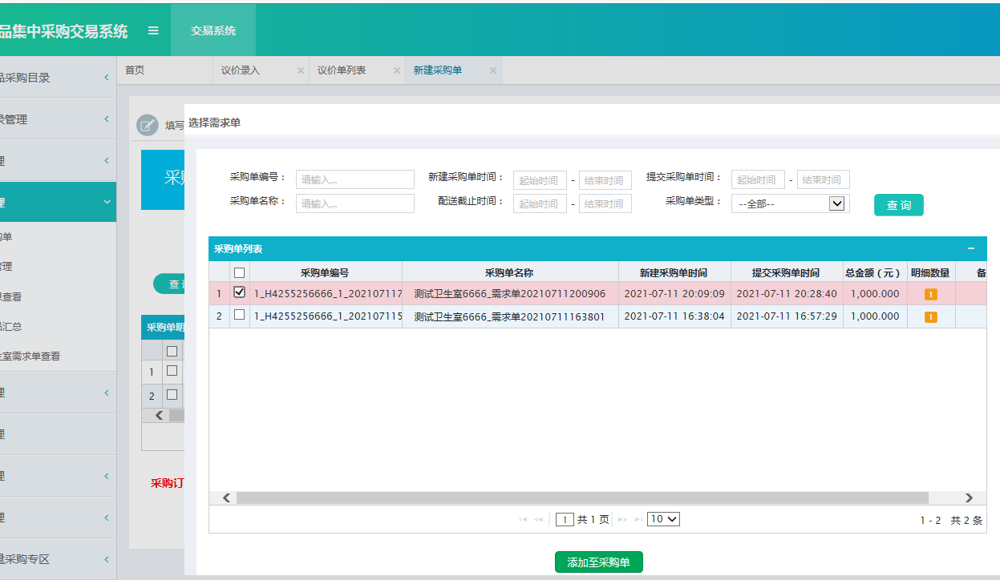 品集中采购交易系统
交易系统
首页 议价录入 议价单列表 新建采购单
品采购目录
录管理
理
理
购单
管理
息查看
品汇总
生室需求单查看
理
理
理
理
量采购专区
填写
采购
查询
采购单明
1
2
采购订
选择需求单
采购单编号： 请输入... 新建采购单时间： 起始时间 - 结束时间 提交采购单时间： 起始时间 - 结束时间
采购单名称： 请输入... 配送截止时间： 起始时间 - 结束时间 采购单类型： --全部-- 查 询
采购单列表
采购单编号 采购单名称 新建采购单时间 提交采购单时间 总金额（元） 明细数量 备
1 1_H4255256666_1_202107117 测试卫生室6666_需求单20210711200906 2021-07-11 20:09:09 2021-07-11 20:28:40 1,000.000 1
2 1_H4255256666_1_202107115 测试卫生室6666_需求单20210711163801 2021-07-11 16:38:04 2021-07-11 16:57:29 1,000.000 1
1 共 1 页 10 1 - 2 共 2 条
添加至采购单